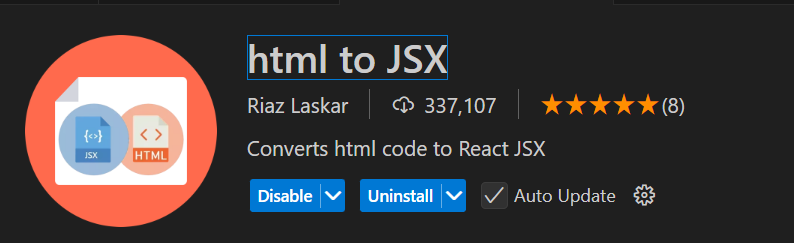 html to JSX
Riaz Laskar 337,107 (8)
Converts html code to React JSX
Disable Uninstall Auto Update
{·} <>
JSX HTML